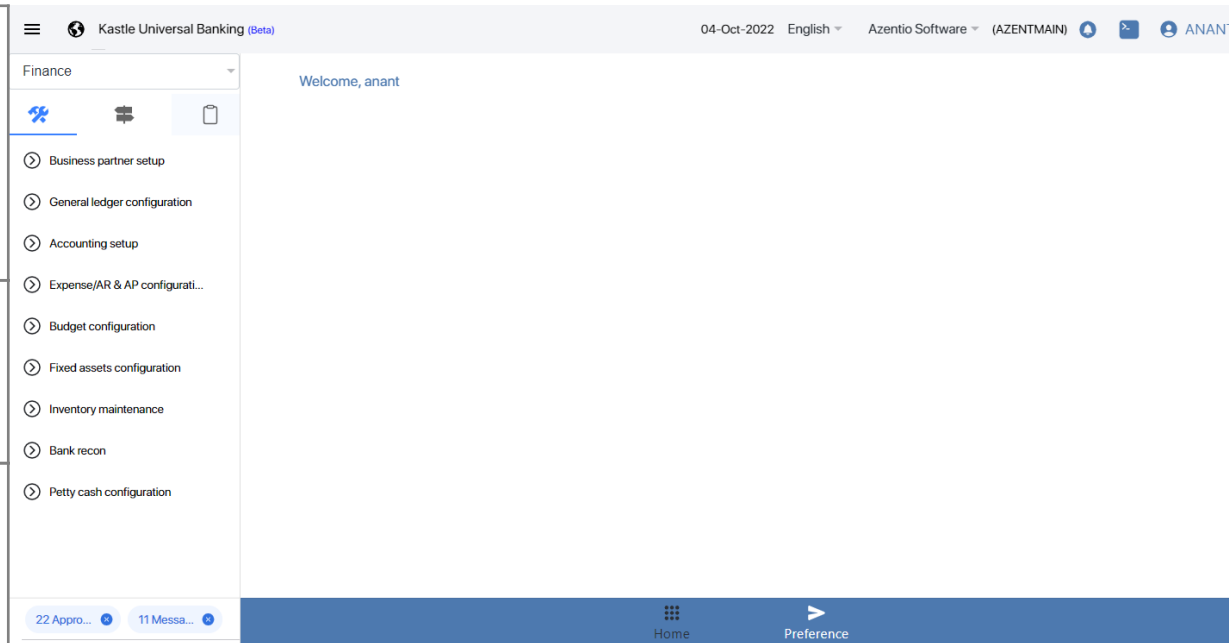 Kastle Universal Banking (Beta) 04-Oct-2022 English Azentio Software (AZENTMAIN) ANANT
Finance
Welcome, anant
Business partner setup
General ledger configuration
Accounting setup
Expense/AR & AP configurati...
Budget configuration
Fixed assets configuration
Inventory maintenance
Bank recon
Petty cash configuration
22 Appro... 11 Messa...
Home Preference